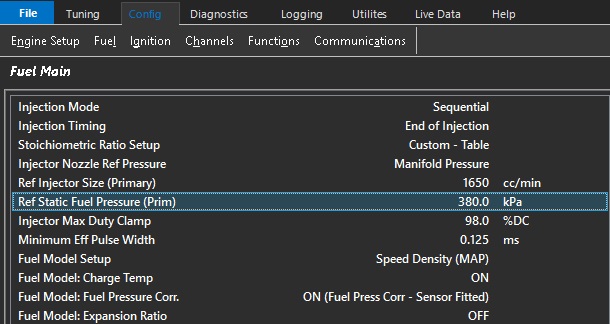 File Tuning Config Diagnostics Logging Utilites Live Data Help
Engine Setup Fuel Ignition Channels Functions Communications
Fuel Main
Injection Mode Sequential
Injection Timing End of Injection
Stoichiometric Ratio Setup Custom - Table
Injector Nozzle Ref Pressure Manifold Pressure
Ref Injector Size (Primary) 1650 cc/min
Ref Static Fuel Pressure (Prim) 380.0 kPa
Injector Max Duty Clamp 98.0 %DC
Minimum Eff Pulse Width 0.125 ms
Fuel Model Setup Speed Density (MAP)
Fuel Model: Charge Temp ON
Fuel Model: Fuel Pressure Corr. ON (Fuel Press Corr - Sensor Fitted)
Fuel Model: Expansion Ratio OFF